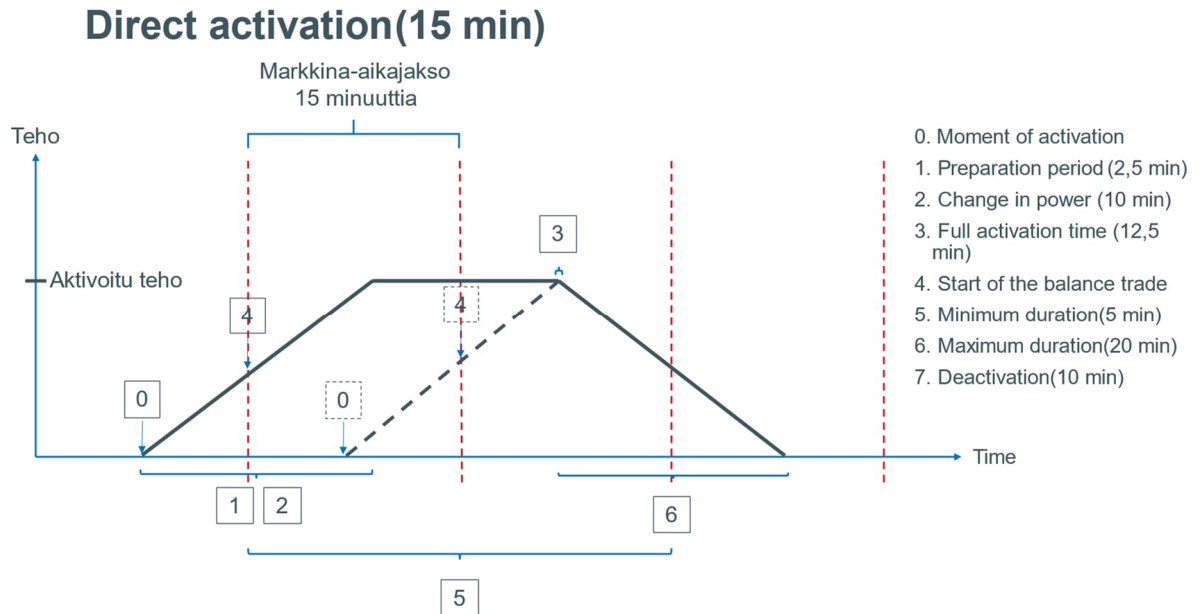 Direct activation(15 min)
Markkina-aikajakso
15 minuuttia
Teho
Aktivoitu teho
0
4
0
4
3
1
2
6
5
Time
0. Moment of activation
1. Preparation period (2,5 min)
2. Change in power (10 min)
3. Full activation time (12,5
min)
4. Start of the balance trade
5. Minimum duration(5 min)
6. Maximum duration(20 min)
7. Deactivation(10 min)